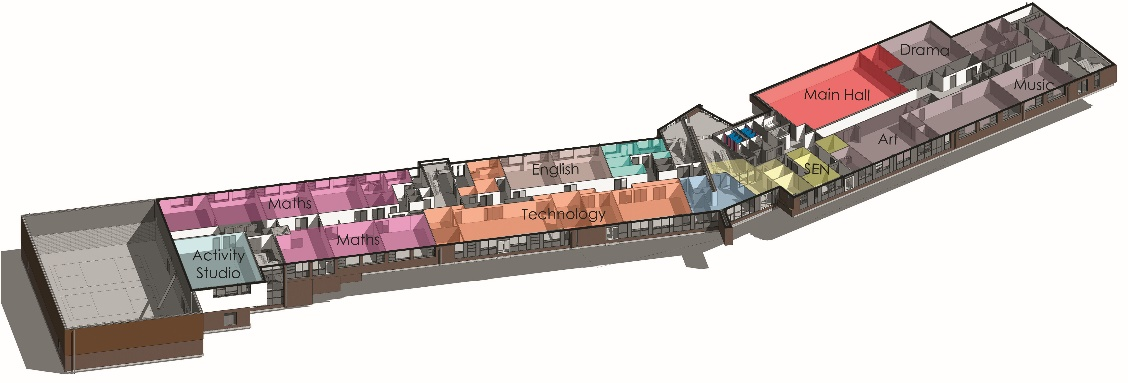 Drama
Main Hall
Music
Art
English
SEN
Maths
Technology
Maths
Activity
Studio